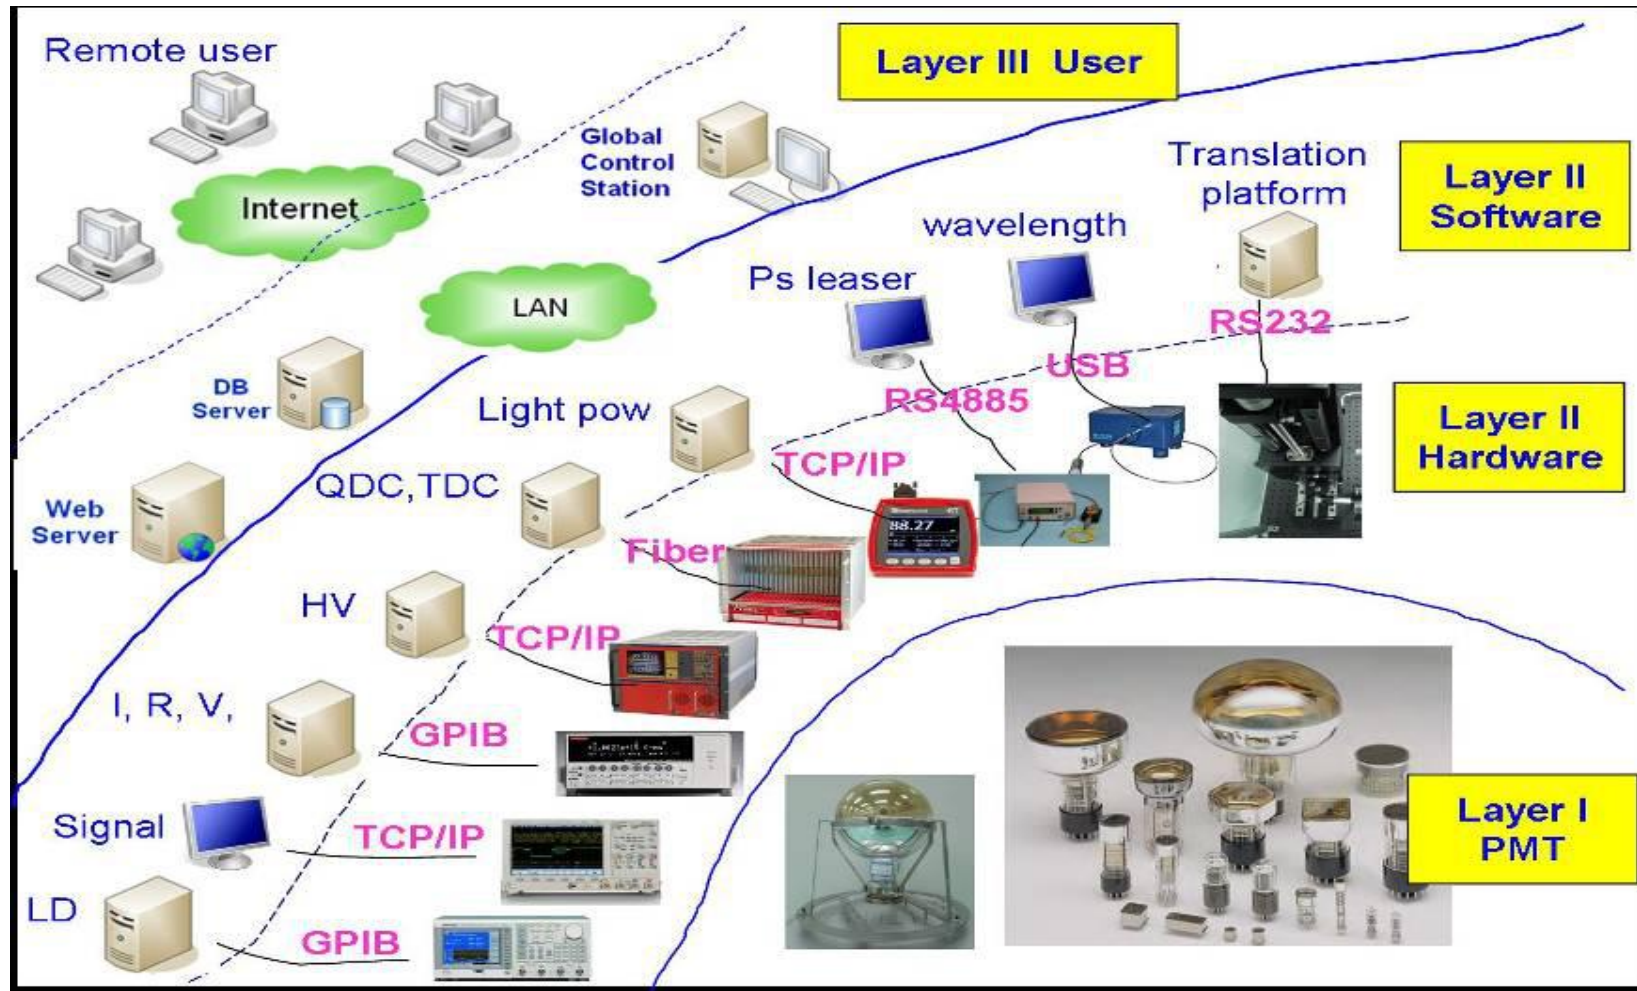 Remote user
Layer III User
Global
Control
Station
Internet
Translation
platform
Layer II
Software
wavelength
Ps leaser
LAN
RS232
USB
DB
Server
Light pow
RS4885
Layer II
Hardware
TCP/IP
QDC,TDC
Web
Server
88.27
Fiber
HV
TCP/IP
I, R, V,
GPIB
Signal
TCP/IP
Layer I
PMT
LD
GPIB